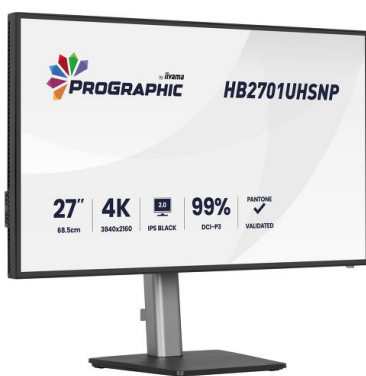 by iiyama
PROGRAPHIC
HB2701UHSNP
27" 4K 2.0 99% PANTONE
68.5cm 3840x2160 IPS BLACK DCI-P3 VALIDATED